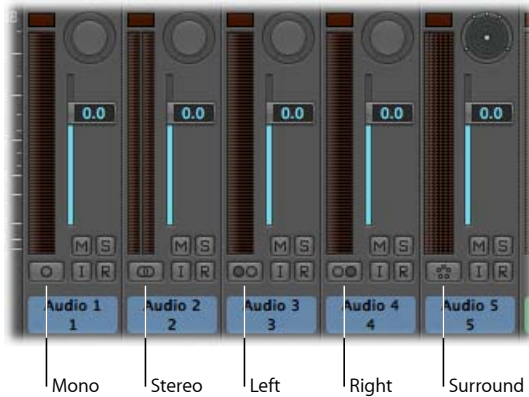 0.0 0.0 0.0 0.0 0.0
M S M S M S M S M S
I R I R I R I R I R
Audio 1 Audio 2 Audio 3 Audio 4 Audio 5
1 2 3 4 5
Mono Stereo Left Right Surround